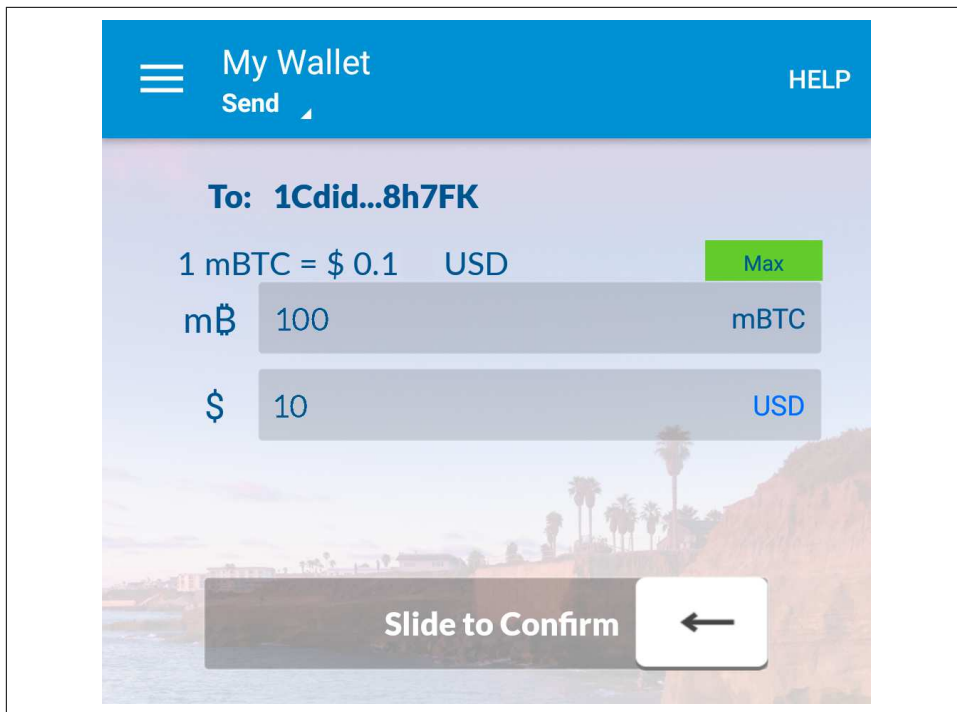 My Wallet
Send
HELP
To: 1Cdid...8h7FK
1 mBTC = $ 0.1 USD
Max
m₿ 100 mBTC
$ 10 USD
Slide to Confirm